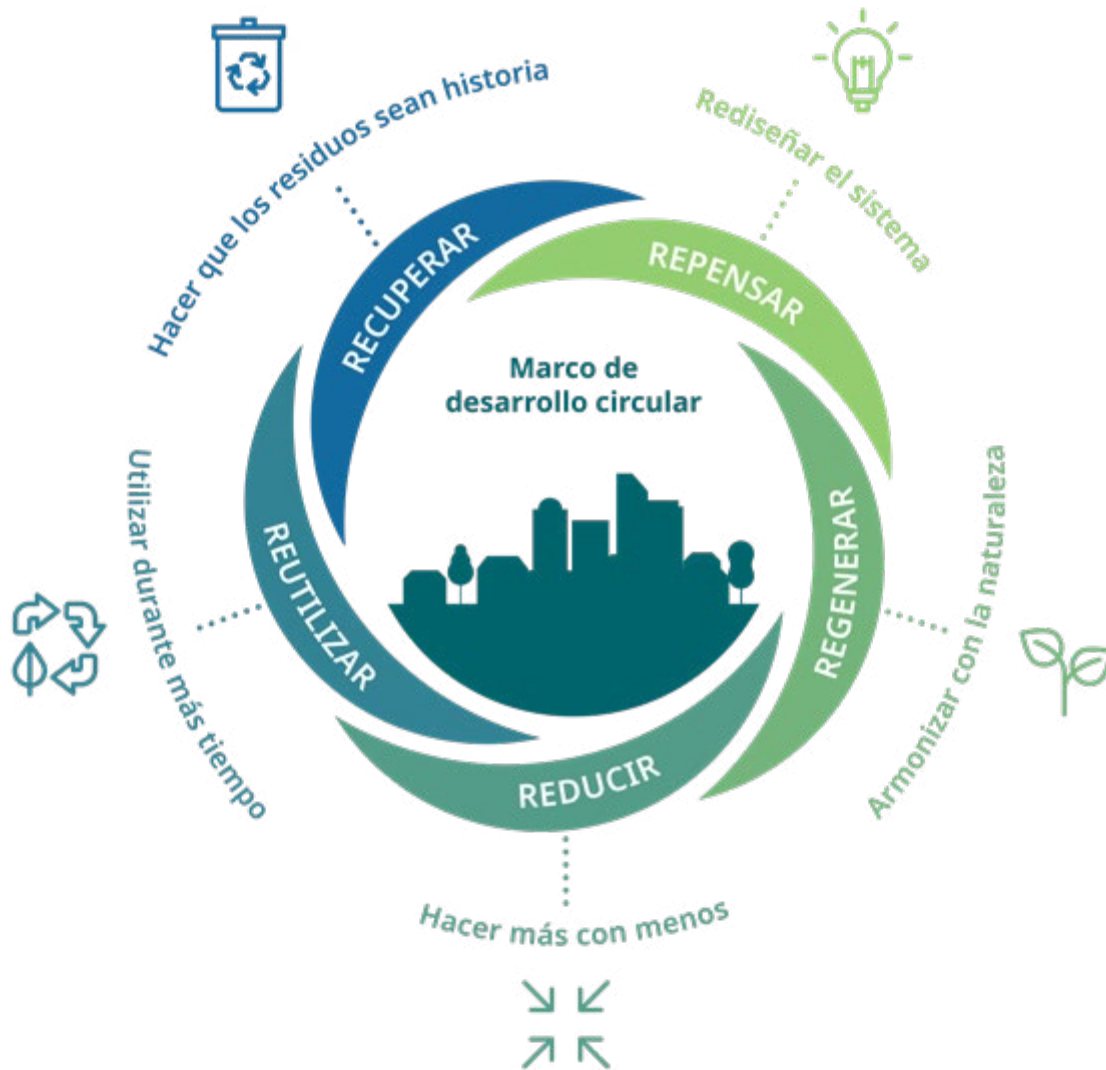 Marco de
desarrollo circular
REPENSAR
Rediseñar el sistema
REGENERAR
Armonizar con la naturaleza
REDUCIR
Hacer más con menos
REUTILIZAR
Utilizar durante más tiempo
RECUPERAR
Hacer que los residuos sean historia